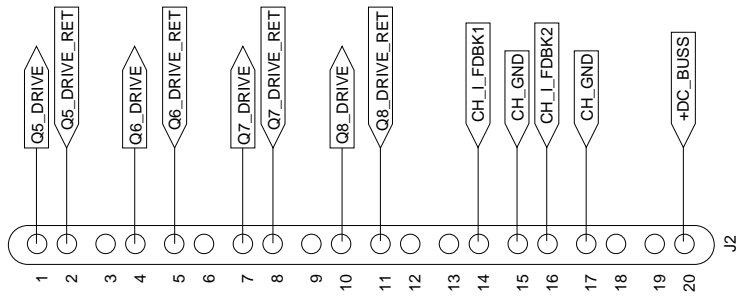 Q5_DRIVE
Q5_DRIVE_RET
Q6_DRIVE
Q6_DRIVE_RET
Q7_DRIVE
Q7_DRIVE_RET
Q8_DRIVE
Q8_DRIVE_RET
CH_I_FDBK1
CH_GND
CH_I_FDBK2
CH_GND
+DC_BUSS
1
2
3
4
5
6
7
8
9
10
11
12
13
14
15
16
17
18
19
20
J2